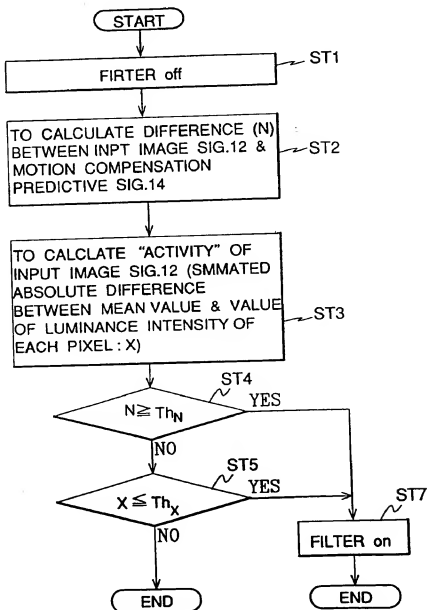 START
FIRTER off
ST1
TO CALCULATE DIFFERENCE (N)
BETWEEN INPT IMAGE SIG.12 &
MOTION COMPENSATION
PREDICTIVE SIG.14
ST2
TO CALCLATE "ACTIVITY" OF
INPUT IMAGE SIG.12 (SMMATED
ABSOLUTE DIFFERENCE
BETWEEN MEAN VALUE & VALUE
OF LUMINANCE INTENSITY OF
EACH PIXEL : X)
ST3
ST4
N ≧ ThN
YES
NO
ST5
X ≦ ThX
YES
NO
ST7
FILTER on
END
END